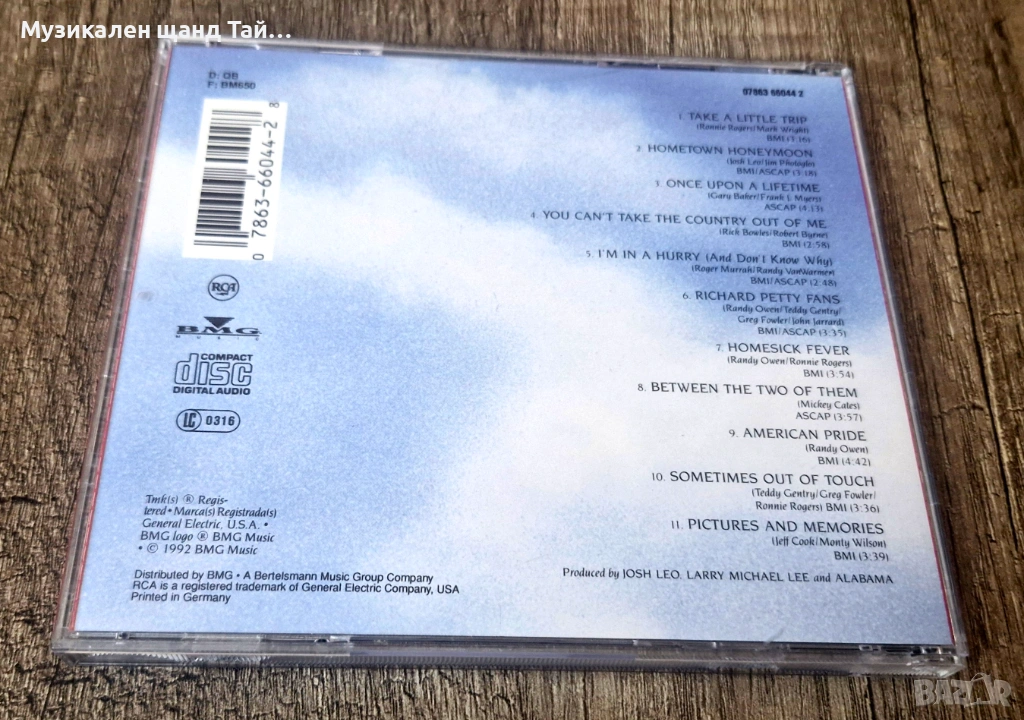 Музикален щанд Тай...
D: OB
F: BM650
07863 66044 2
0 7863-66044-2 8
1. TAKE A LITTLE TRIP
(Ronnie Rogers/Mark Wright)
BMI (3:16)
2. HOMETOWN HONEYMOON
(Josh Leo/Jim Photoglo)
BMI/ASCAP (3:18)
3. ONCE UPON A LIFETIME
(Gary Baker/Frank J. Myers)
ASCAP (4:13)
4. YOU CAN'T TAKE THE COUNTRY OUT OF ME
(Rick Bowles/Robert Byrne)
BMI (2:58)
5. I'M IN A HURRY (And Don't Know Why)
(Roger Murrah/Randy VanWarmer)
BMI/ASCAP (2:48)
6. RICHARD PETTY FANS
(Randy Owen/Teddy Gentry/
Greg Fowler/John Jarrard)
BMI/ASCAP (3:35)
7. HOMESICK FEVER
(Randy Owen/Ronnie Rogers)
BMI (3:54)
8. BETWEEN THE TWO OF THEM
(Mickey Cates)
ASCAP (3:57)
9. AMERICAN PRIDE
(Randy Owen)
BMI (4:42)
10. SOMETIMES OUT OF TOUCH
(Teddy Gentry/Greg Fowler/
Ronnie Rogers) BMI (3:36)
11. PICTURES AND MEMORIES
(Jeff Cook/Monty Wilson)
BMI (3:39)
Produced by JOSH LEO, LARRY MICHAEL LEE and ALABAMA
RCA
BMG
MUSIC
COMPACT
disc
DIGITAL AUDIO
LC 0316
Tmk(s) ® Regis-
tered • Marca(s) Registrada(s)
General Electric, U.S.A. •
BMG logo ® BMG Music
• © 1992 BMG Music
Distributed by BMG • A Bertelsmann Music Group Company
RCA is a registered trademark of General Electric Company, USA
Printed in Germany
BAZAR